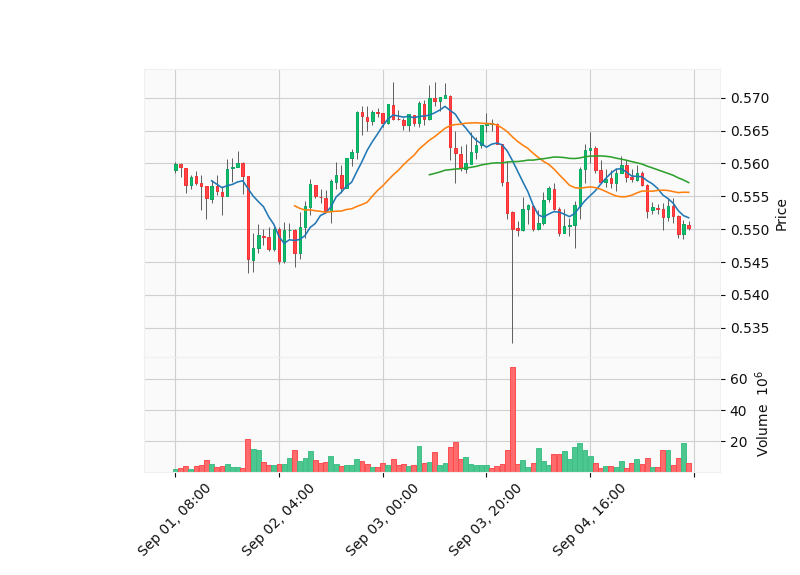 0.570
0.565
0.560
0.555
0.550
0.545
0.540
0.535
Price
60
40
20
Volume 10^6
Sep 01, 08:00
Sep 02, 04:00
Sep 03, 00:00
Sep 03, 20:00
Sep 04, 16:00